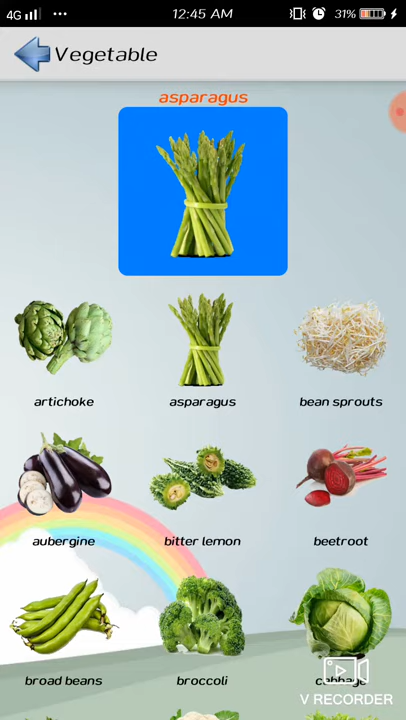 4G 12:45 AM 31%
Vegetable
asparagus
artichoke asparagus bean sprouts
aubergine bitter lemon beetroot
broad beans broccoli cabbage
V RECORDER